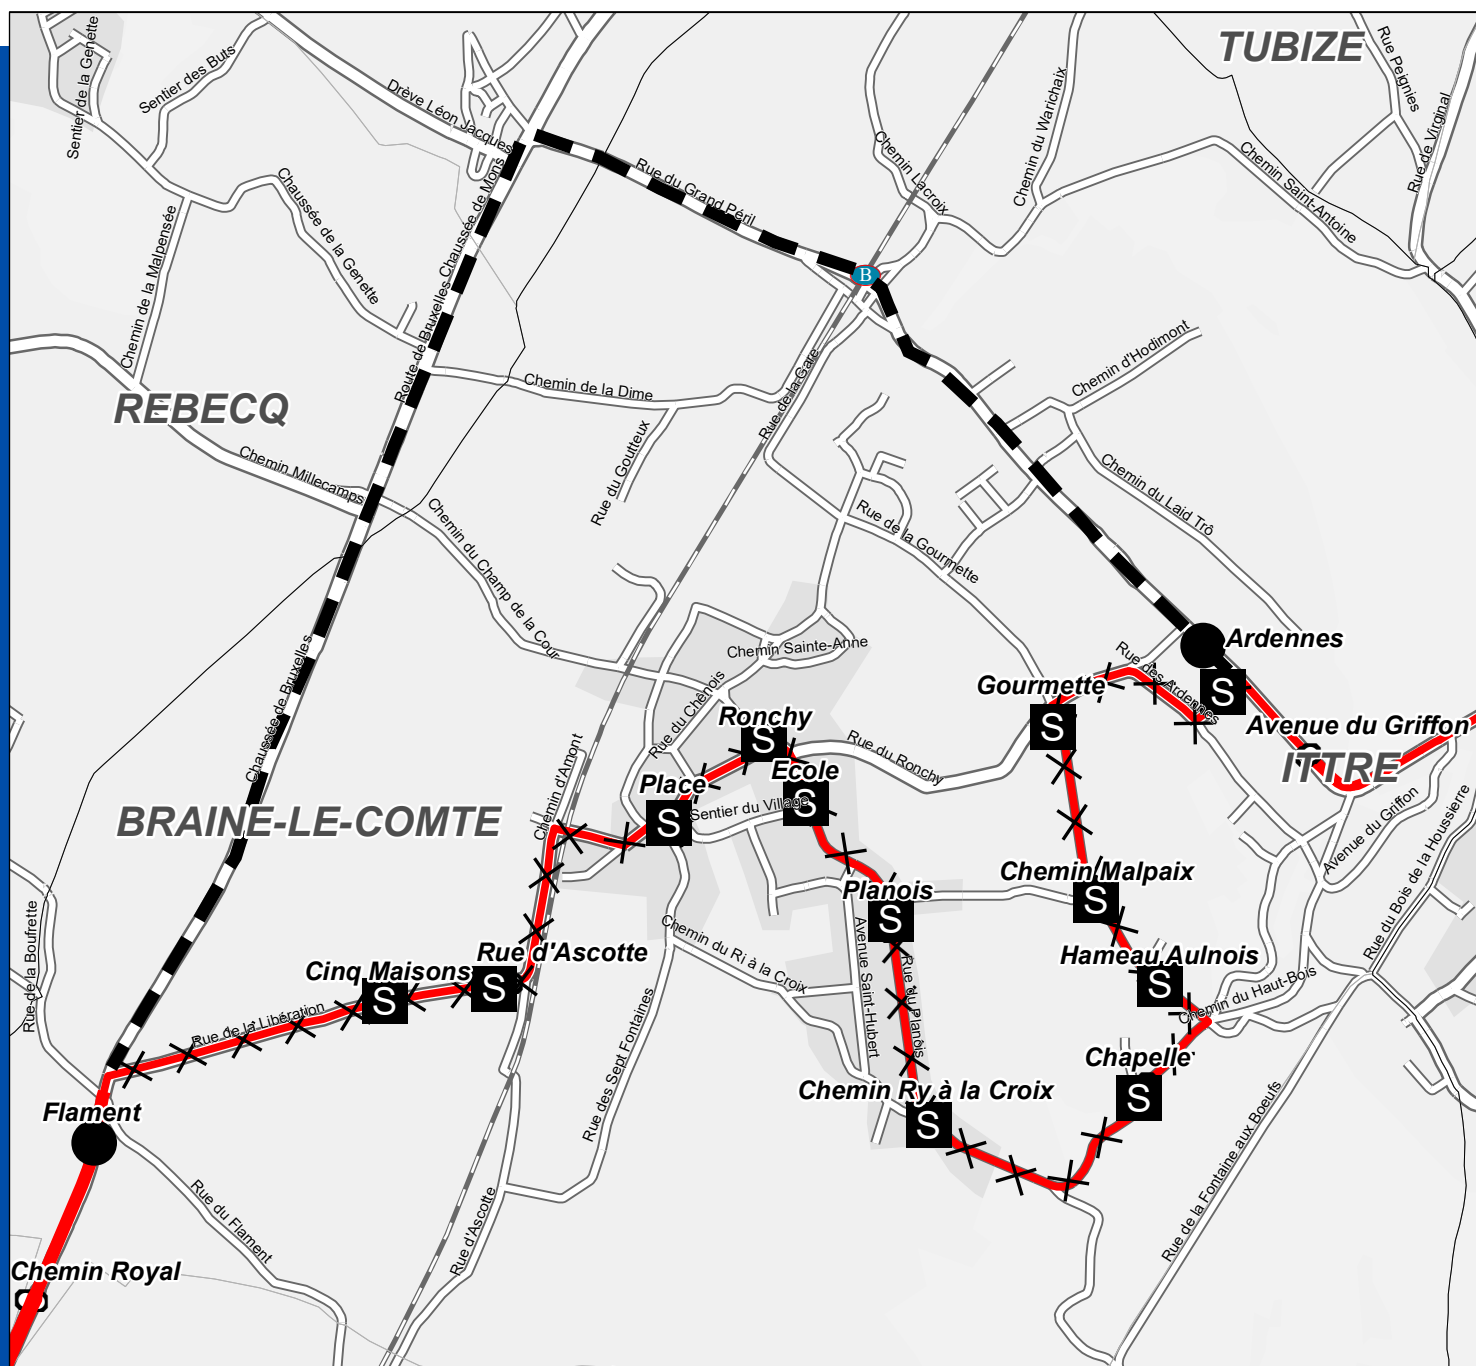 TUBIZE
Sentier de la Genette
Sentier des Buts
Drève Léon Jacques
Rue Peignies
Rue de Virginal
Chemin du Warichaix
Chemin Lacroix
Chemin Saint-Antoine
Rue du Grand Péril
Chaussée de la Genette
Chemin de la Malpensée
Route de Bruxelles Chaussée de Mons
B
Chemin d'Hodimont
Rue de la Gare
Chemin de la Dime
REBECQ
Rue du Goutteux
Chemin Millecamps
Chemin du Laid Trô
Chemin du Champ de la Cour
Rue de la Gourmette
Chemin Sainte-Anne
Ardennes
Rue des Ardennes
Gourmette
S
S
Chaussée de Bruxelles
Rue du Chênois
Ronchy
S
Rue du Ronchy
Avenue du Griffon
ITTRE
Ecole
S
Place
S
Sentier du Village
Chemin d'Amont
BRAINE-LE-COMTE
Avenue du Griffon
Rue du Bois de la Houssierre
Chemin Malpaix
S
Planois
S
Rue de la Boufrette
Chemin du Ri à la Croix
Avenue Saint-Hubert
Rue du Planois
Hameau Aulnois
S
Chemin du Haut-Bois
Rue d'Ascotte
S
Cinq Maisons
S
Rue de la Libération
Rue des Sept Fontaines
Chapelle
S
Chemin Ry à la Croix
S
Flament
Rue de la Fontaine aux Boeufs
Rue du Flament
Rue d'Ascotte
Chemin Royal